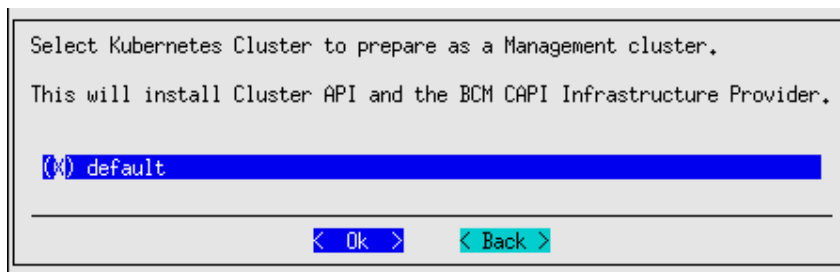 Select Kubernetes Cluster to prepare as a Management cluster.
This will install Cluster API and the BCM CAPI Infrastructure Provider.
(X) default
< Ok > < Back >